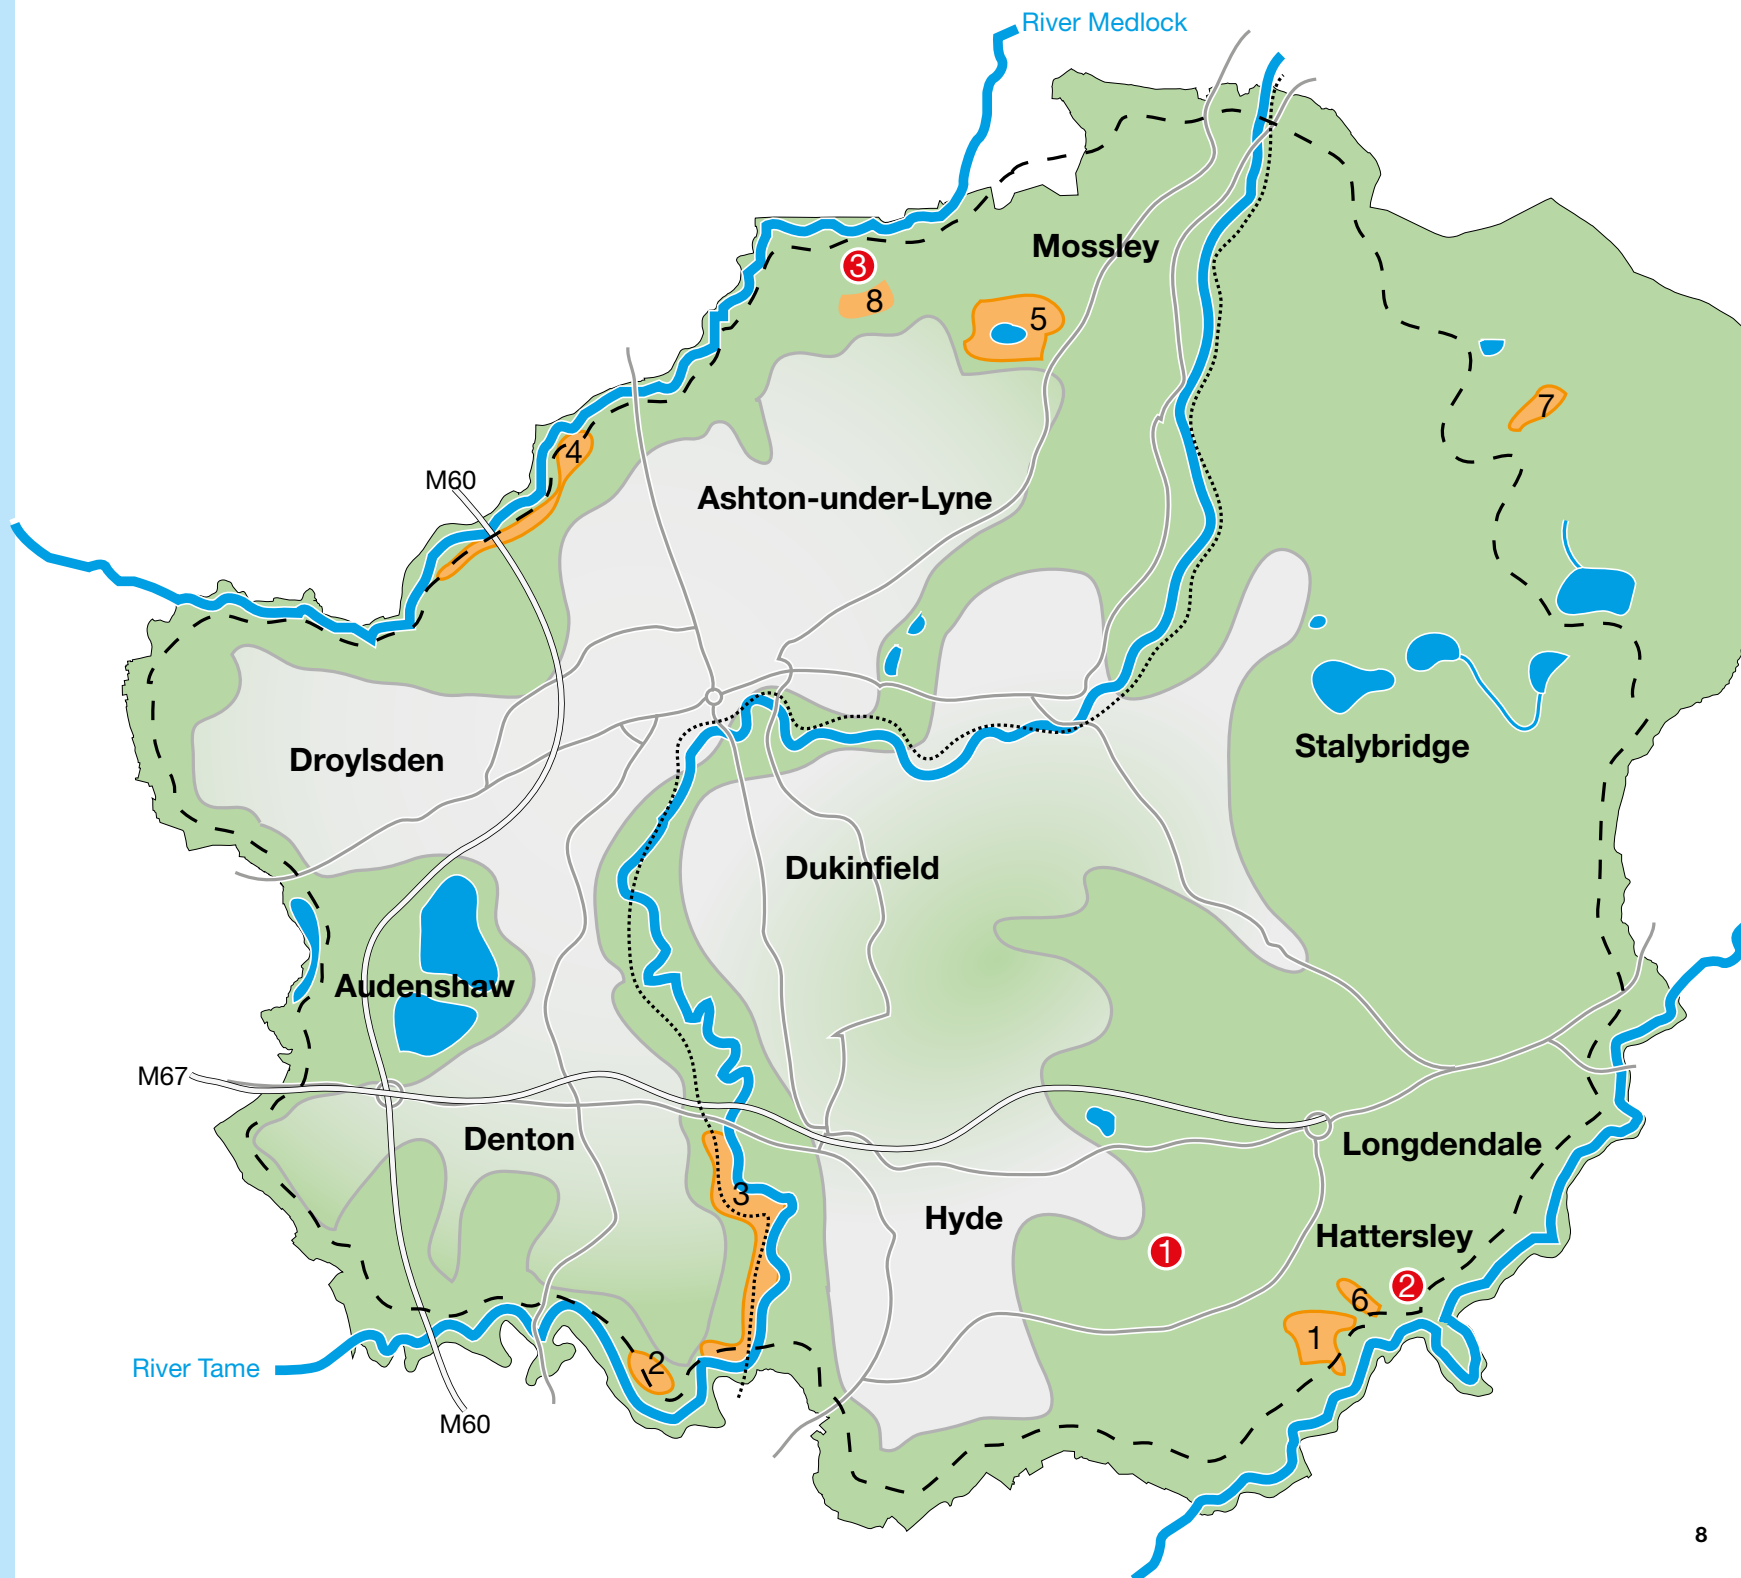 River Medlock
Mossley
3
8
5
7
4
M60
Ashton-under-Lyne
Stalybridge
Droylsden
Dukinfield
Audenshaw
M67
Denton
Longdendale
3
Hyde
Hattersley
1
2
6
1
2
River Tame
M60
8